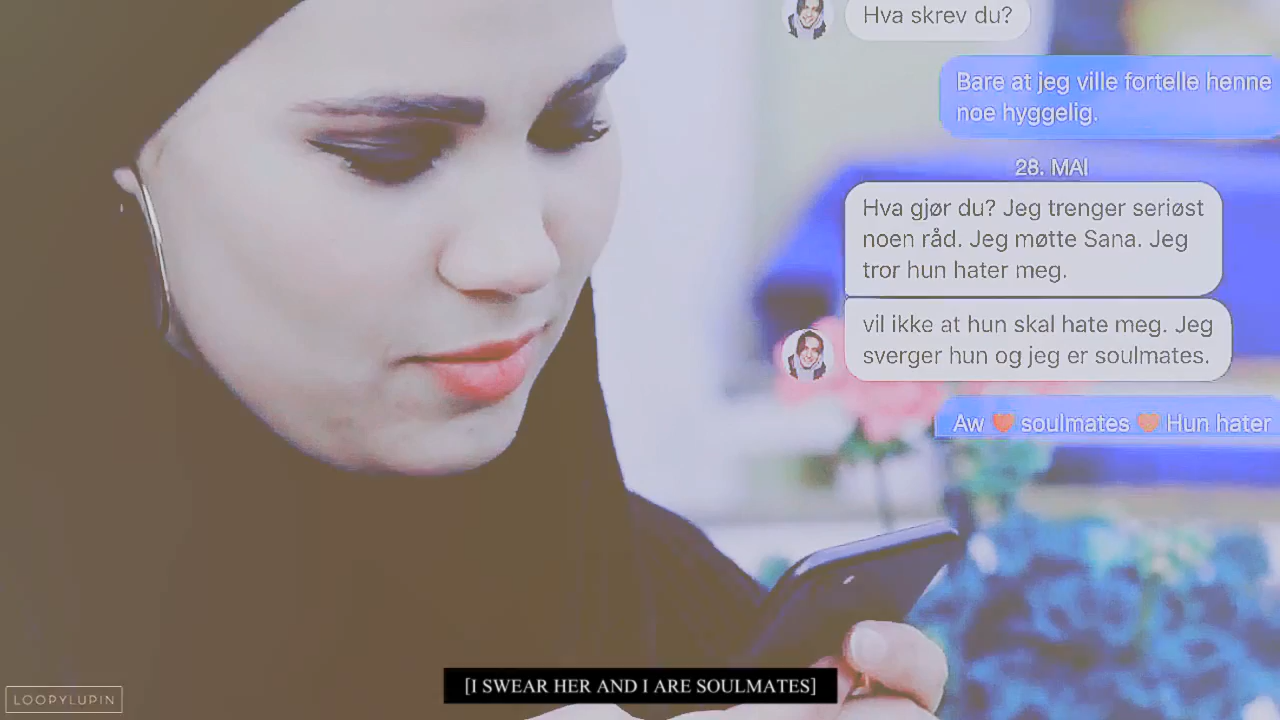 Hva skrev du?
Bare at jeg ville fortelle henne
noe hyggelig.
28. MAI
Hva gjør du? Jeg trenger seriøst
noen råd. Jeg møtte Sana. Jeg
tror hun hater meg.
vil ikke at hun skal hate meg. Jeg
sverger hun og jeg er soulmates.
Aw ❤️ soulmates 🧡 Hun hater
[I SWEAR HER AND I ARE SOULMATES]
LOOPYLUPIN